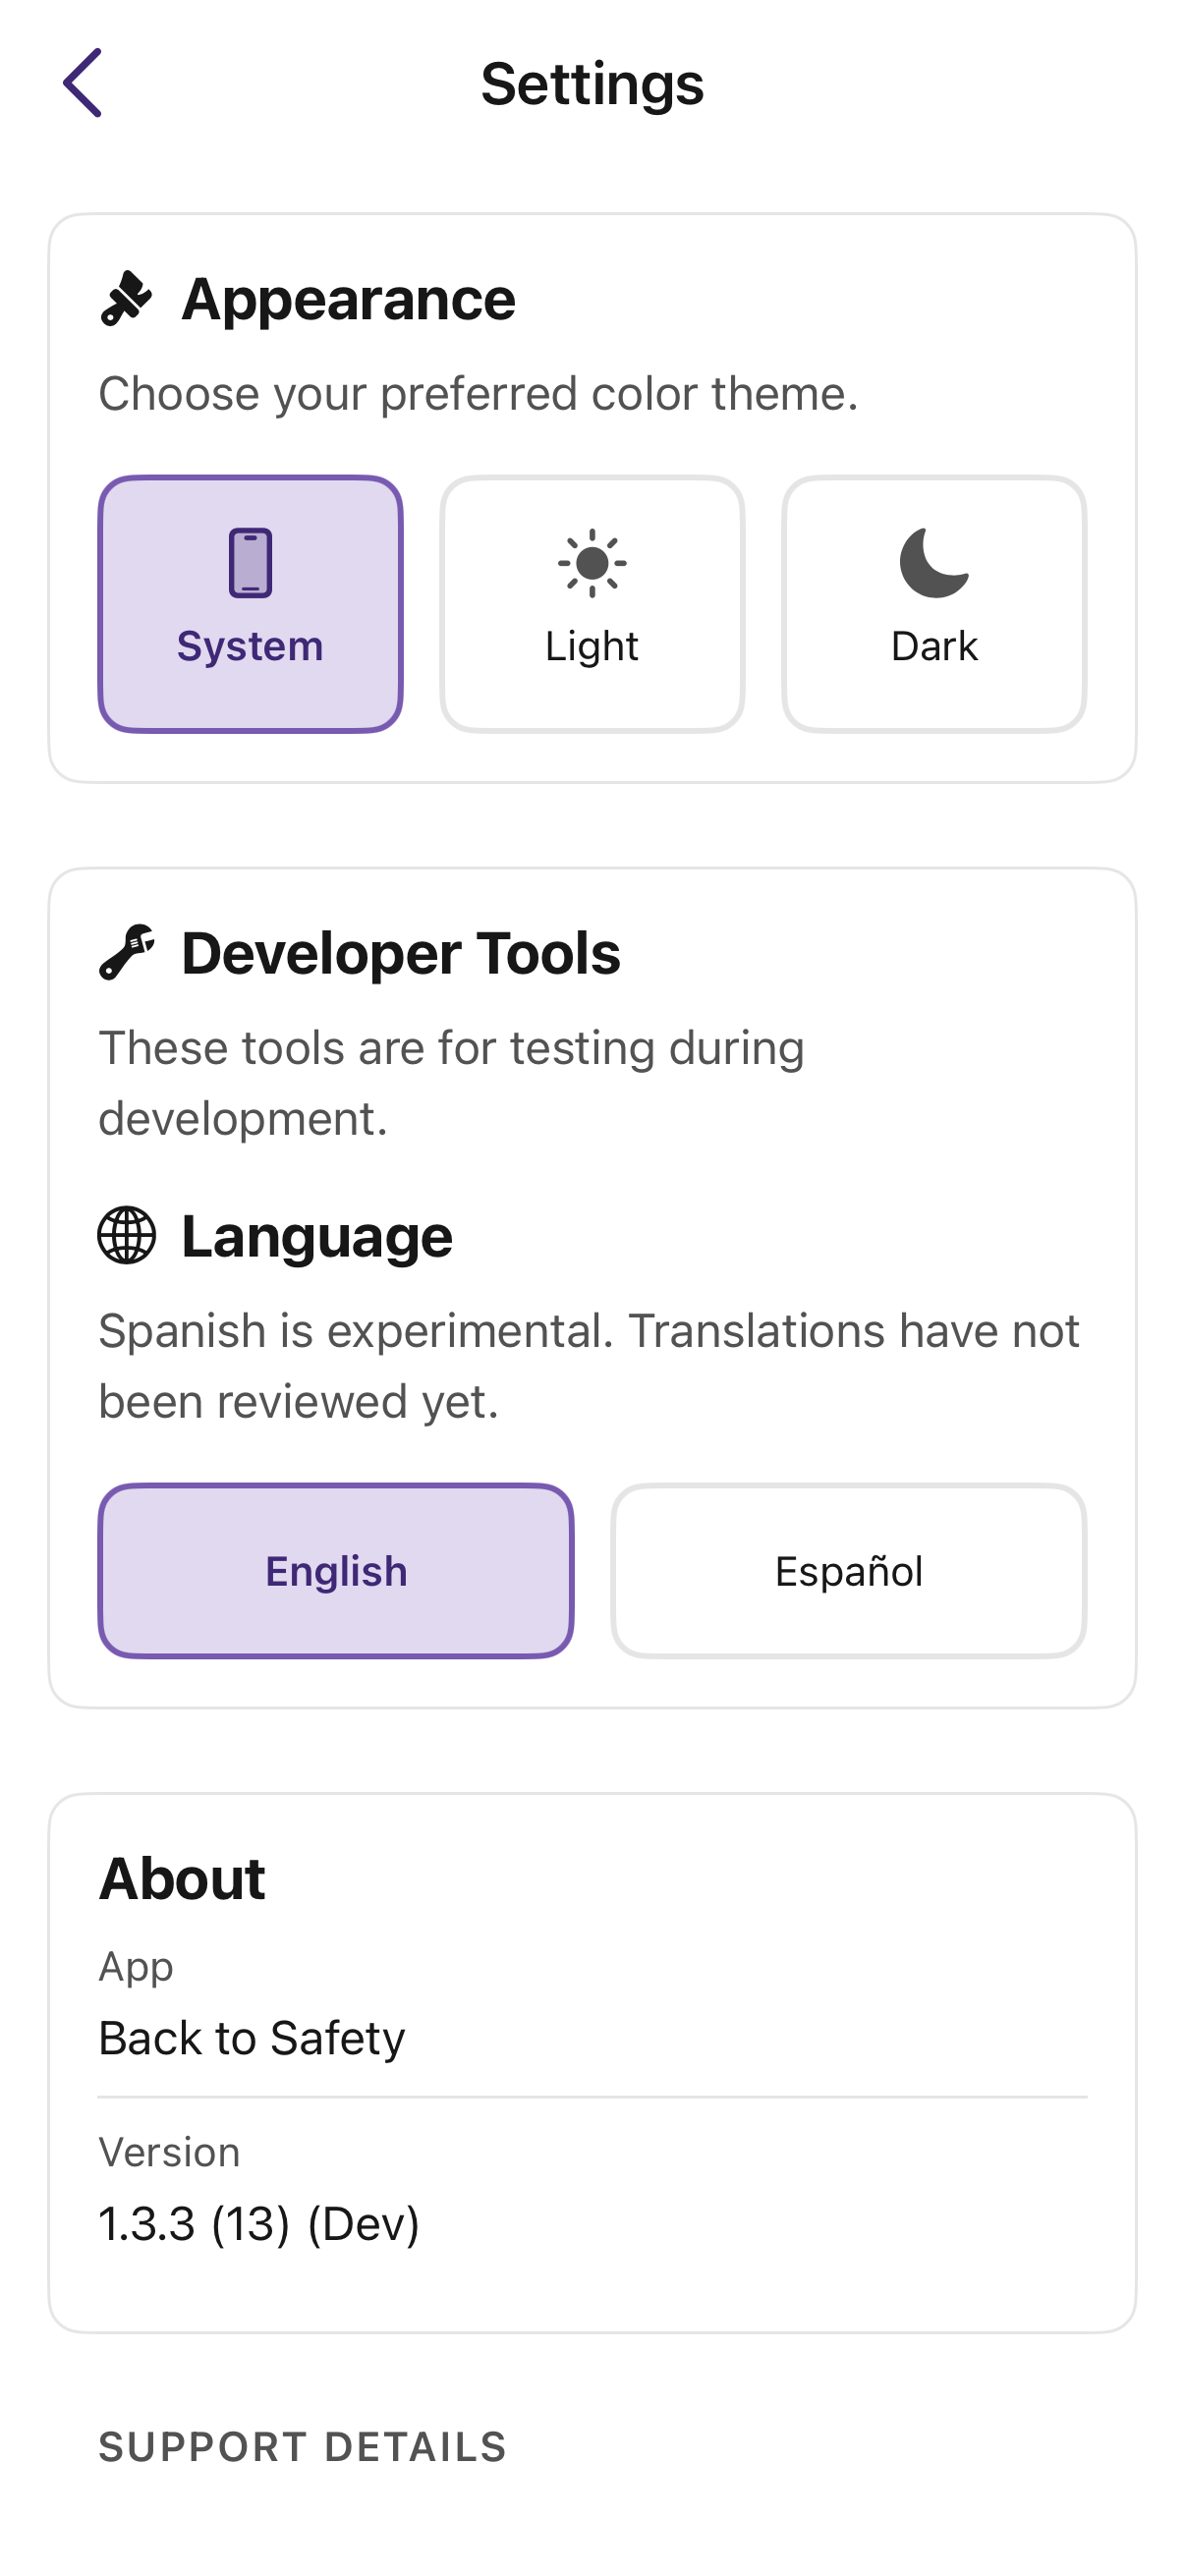 Settings
Appearance
Choose your preferred color theme.
System
Light
Dark
Developer Tools
These tools are for testing during
development.
Language
Spanish is experimental. Translations have not
been reviewed yet.
English
Español
About
App
Back to Safety
Version
1.3.3 (13) (Dev)
SUPPORT DETAILS